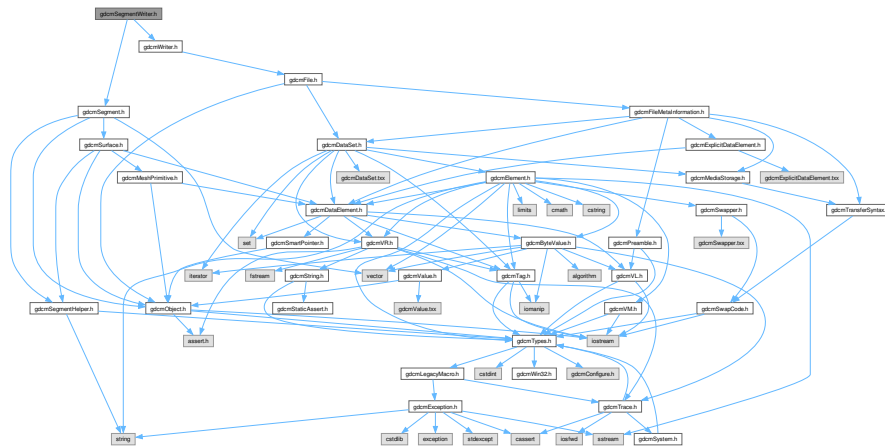 gdcmSegmentWriter.h
gdcmWriter.h
gdcmFile.h
gdcmSegment.h
gdcmFileMetaInformation.h
gdcmSurface.h
gdcmDataSet.h
gdcmExplicitDataElement.h
gdcmMeshPrimitive.h
gdcmDataSet.txx
gdcmElement.h
gdcmMediaStorage.h
gdcmExplicitDataElement.txx
gdcmDataElement.h
limits
cmath
cstring
gdcmSwapper.h
gdcmTransferSyntax.h
set
gdcmSmartPointer.h
gdcmVR.h
gdcmByteValue.h
gdcmPreamble.h
gdcmSwapper.txx
iterator
fstream
gdcmString.h
vector
gdcmValue.h
gdcmTag.h
algorithm
gdcmVL.h
gdcmSegmentHelper.h
gdcmObject.h
gdcmStaticAssert.h
gdcmValue.txx
iomanip
gdcmVM.h
gdcmSwapCode.h
assert.h
gdcmTypes.h
iostream
gdcmLegacyMacro.h
cstdint
gdcmWin32.h
gdcmConfigure.h
gdcmException.h
gdcmTrace.h
string
cstdlib
exception
stdexcept
cassert
iosfwd
sstream
gdcmSystem.h